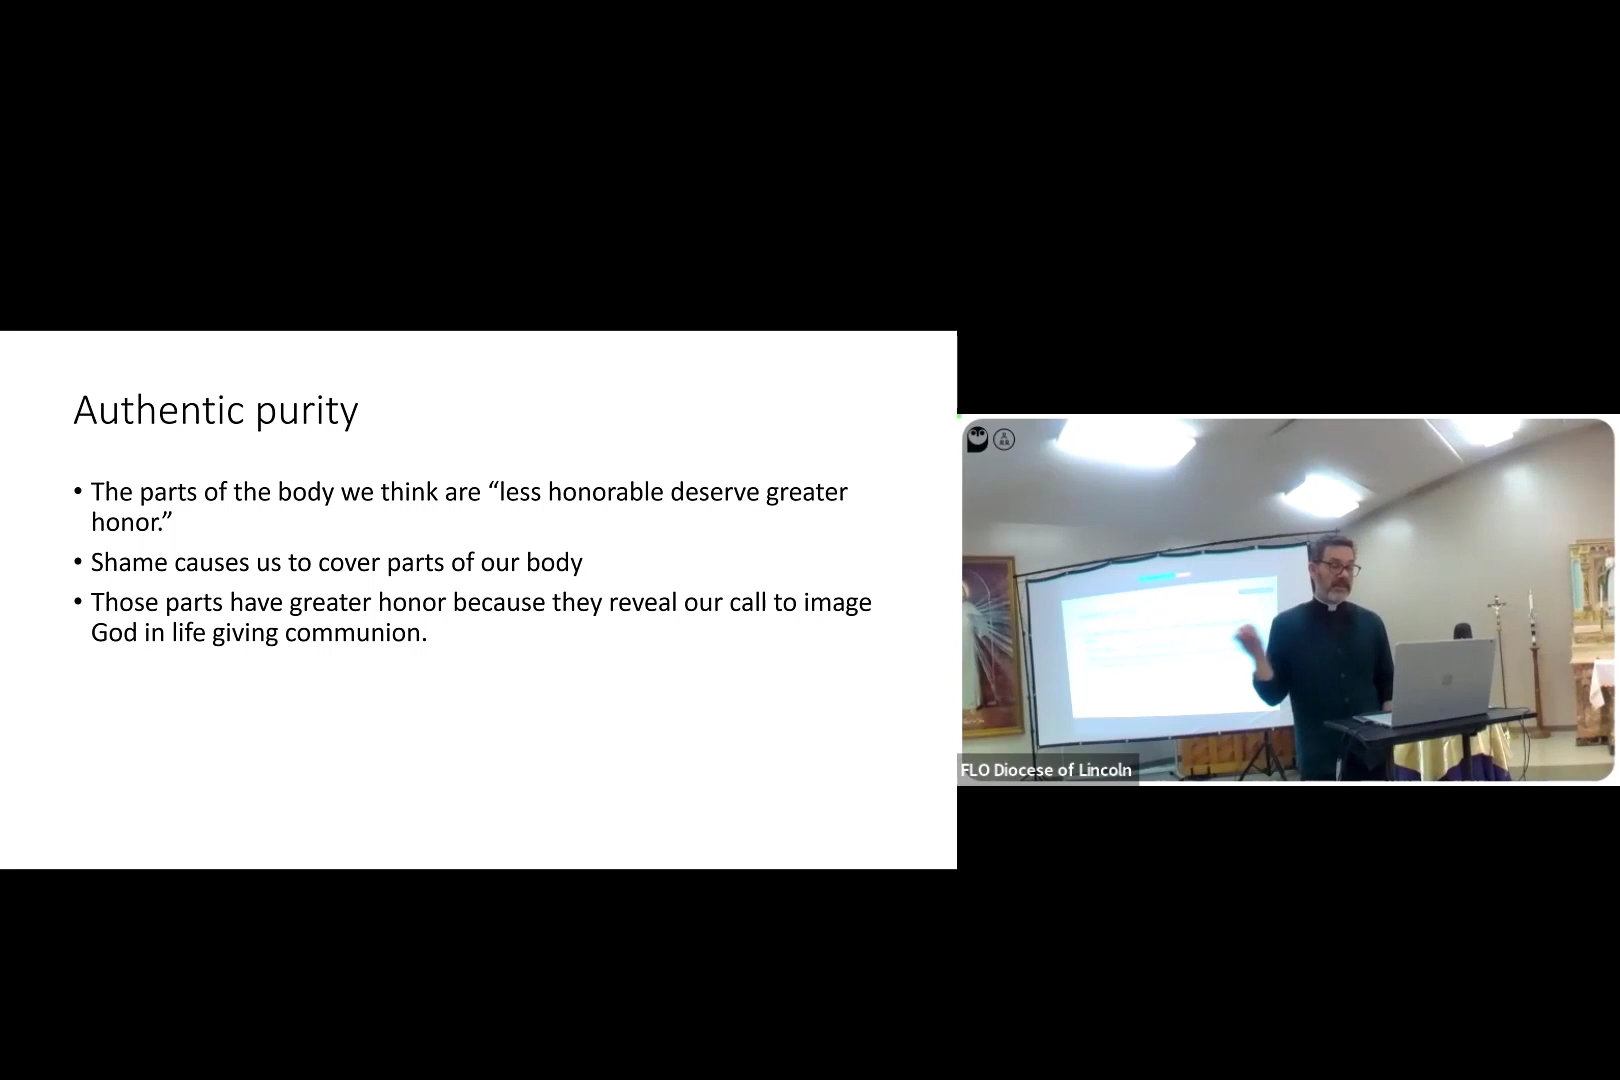 Authentic purity
• The parts of the body we think are “less honorable deserve greater
honor.”
• Shame causes us to cover parts of our body
• Those parts have greater honor because they reveal our call to image
God in life giving communion.
FLO Diocese of Lincoln